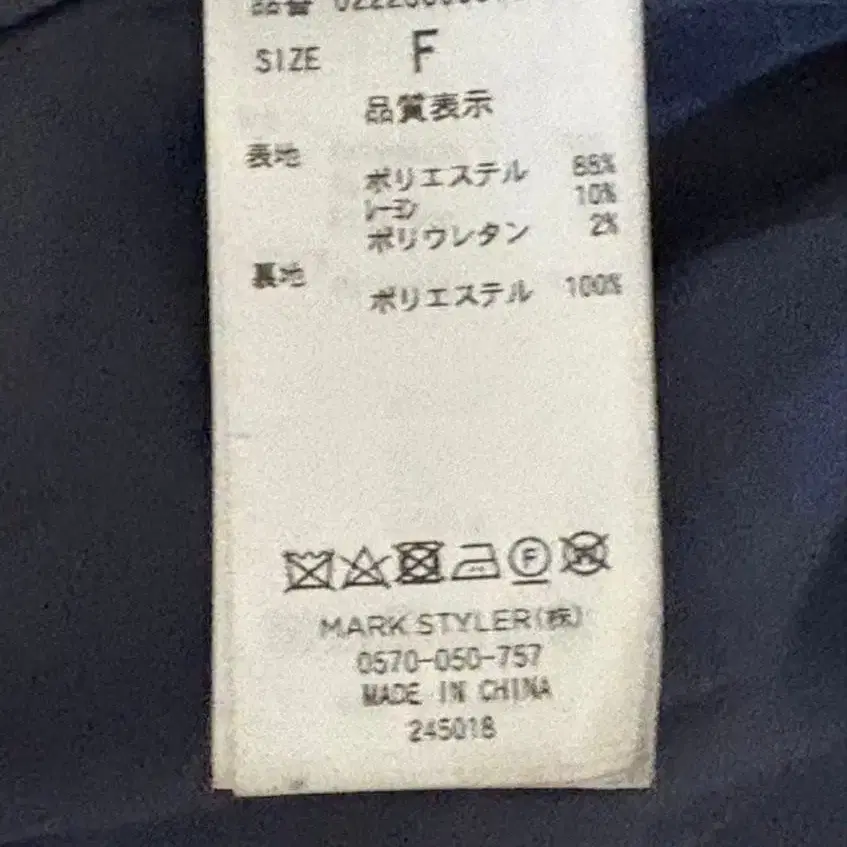 SIZE F
品質表示
表地
ポリエステル 88%
レーヨン 10%
ポリウレタン 2%
裏地
ポリエステル 100%
F W
MARK STYLER(株)
0570-050-757
MADE IN CHINA
245018